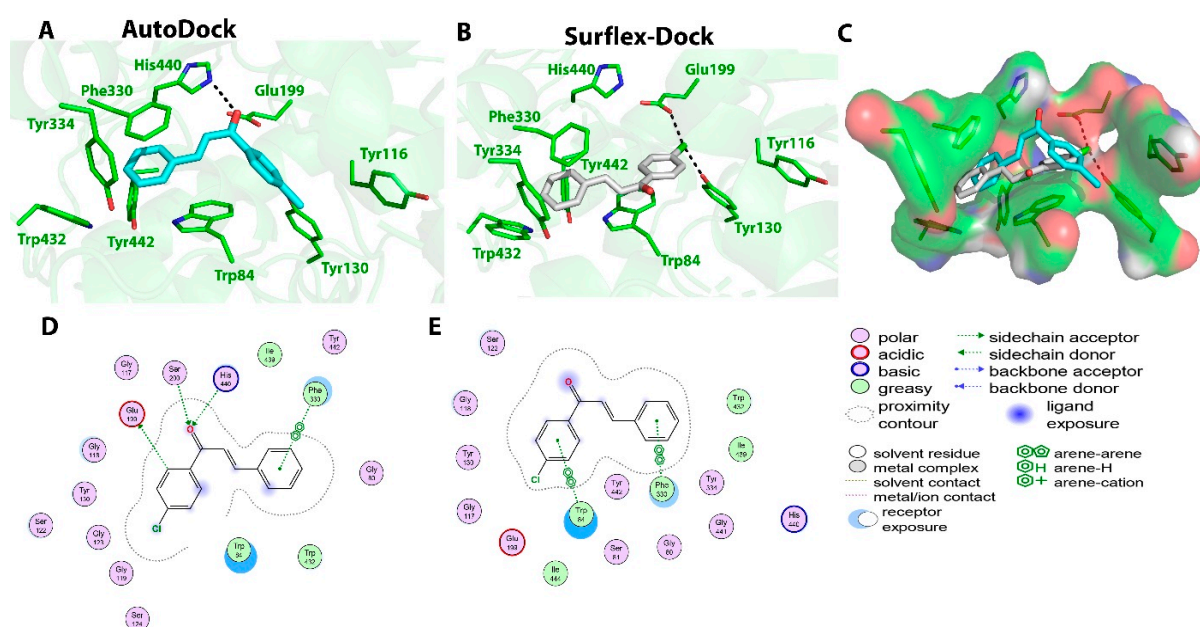 A
AutoDock
His440
Phe330
Glu199
Tyr334
Tyr116
Trp432
Tyr442
Trp84
Tyr130
B
Surflex-Dock
His440
Glu199
Phe330
Tyr334
Tyr442
Tyr116
Trp432
Trp84
Tyr130
C
D
Tyr
442
Ile
439
Gly
117
Ser
200
His
440
Phe
330
Glu
199
O
Gly
118
Gly
80
Tyr
130
Ser
122
Cl
Gly
123
Trp
84
Trp
432
Gly
119
Ser
124
E
Ser
122
O
Gly
118
Trp
432
Tyr
130
Ile
439
Cl
Tyr
442
Phe
330
Tyr
334
Gly
117
Trp
84
Gly
441
His
440
Glu
199
Ser
81
Gly
80
Ile
444
polar
acidic
basic
greasy
proximity
contour
sidechain acceptor
sidechain donor
backbone acceptor
backbone donor
ligand
exposure
solvent residue
metal complex
solvent contact
metal/ion contact
receptor
exposure
arene-arene
H arene-H
+ arene-cation